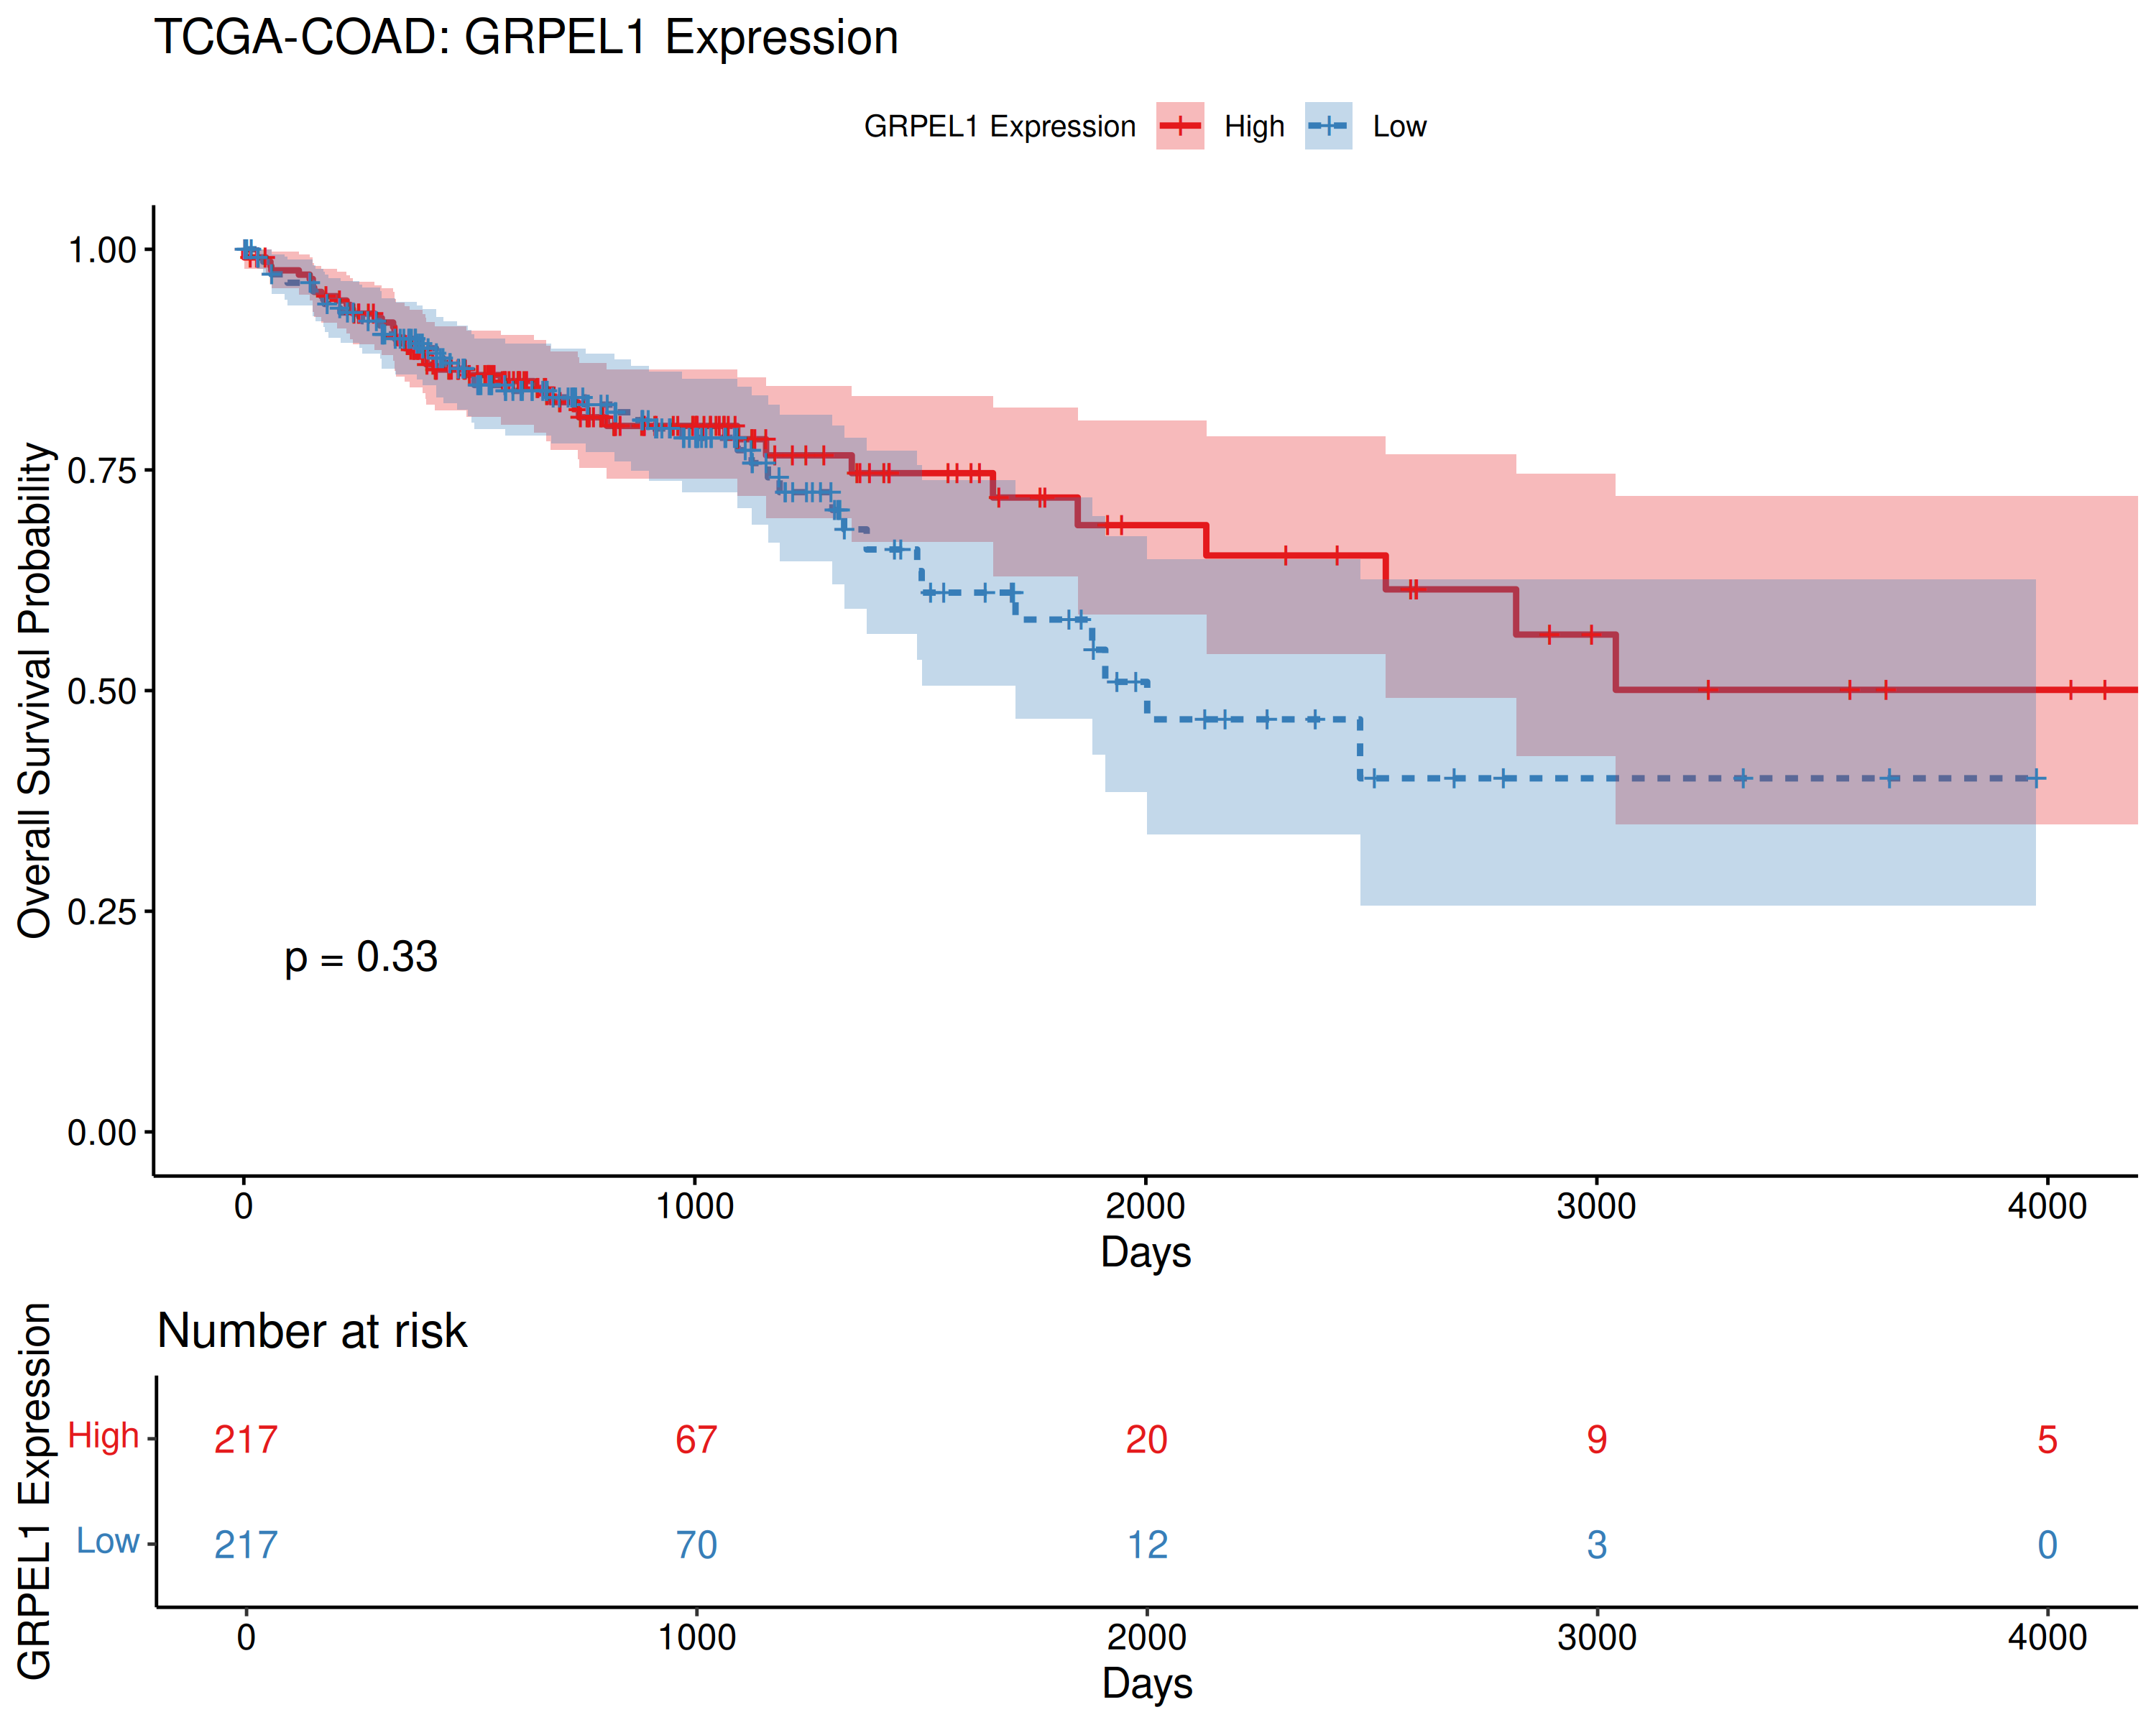 TCGA-COAD: GRPEL1 Expression
GRPEL1 Expression High Low
Overall Survival Probability
1.00
0.75
0.50
0.25
0.00
p = 0.33
0 1000 2000 3000 4000
Days
Number at risk
GRPEL1 Expression
High 217 67 20 9 5
Low 217 70 12 3 0
0 1000 2000 3000 4000
Days